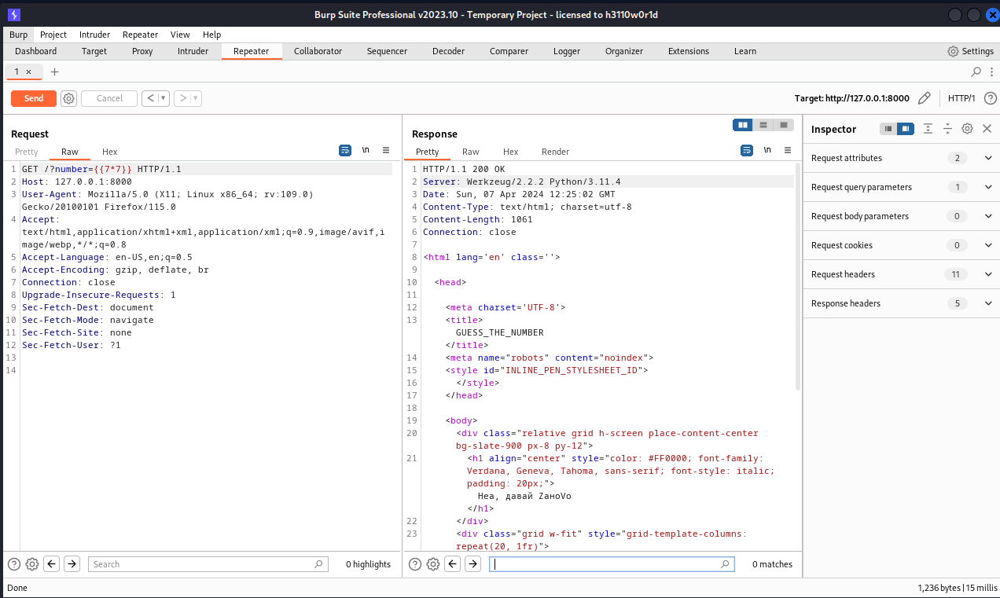 Burp Suite Professional v2023.10 - Temporary Project - licensed to h3110w0r1d
Burp Project Intruder Repeater View Help
Dashboard Target Proxy Intruder Repeater Collaborator Sequencer Decoder Comparer Logger Organizer Extensions Learn Settings
1 × +
Send Cancel < > Target: http://127.0.0.1:8000 HTTP/1 ?
Request
Pretty Raw Hex \n
1 GET /?number={{7*7}} HTTP/1.1
2 Host: 127.0.0.1:8000
3 User-Agent: Mozilla/5.0 (X11; Linux x86_64; rv:109.0)
Gecko/20100101 Firefox/115.0
4 Accept:
text/html,application/xhtml+xml,application/xml;q=0.9,image/avif,i
mage/webp,*/*;q=0.8
5 Accept-Language: en-US,en;q=0.5
6 Accept-Encoding: gzip, deflate, br
7 Connection: close
8 Upgrade-Insecure-Requests: 1
9 Sec-Fetch-Dest: document
10 Sec-Fetch-Mode: navigate
11 Sec-Fetch-Site: none
12 Sec-Fetch-User: ?1
13
14
? Search 0 highlights
Response
Pretty Raw Hex Render \n
1 HTTP/1.1 200 OK
2 Server: Werkzeug/2.2.2 Python/3.11.4
3 Date: Sun, 07 Apr 2024 12:25:02 GMT
4 Content-Type: text/html; charset=utf-8
5 Content-Length: 1061
6 Connection: close
7
8 <html lang='en' class=''>
9
10 <head>
11
12 <meta charset='UTF-8'>
13 <title>
GUESS_THE_NUMBER
</title>
14 <meta name="robots" content="noindex">
15 <style id="INLINE_PEN_STYLESHEET_ID">
16 </style>
17 </head>
18
19 <body>
20 <div class="relative grid h-screen place-content-center
bg-slate-900 px-8 py-12">
21 <h1 align="center" style="color: #FF0000; font-family:
Verdana, Geneva, Tahoma, sans-serif; font-style: italic;
padding: 20px;">
Неа, давай ZаноVо
</h1>
22 </div>
23 <div class="grid w-fit" style="grid-template-columns:
repeat(20, 1fr)">
? 0 matches
Inspector
Request attributes 2
Request query parameters 1
Request body parameters 0
Request cookies 0
Request headers 11
Response headers 5
Done 1,236 bytes | 15 millis